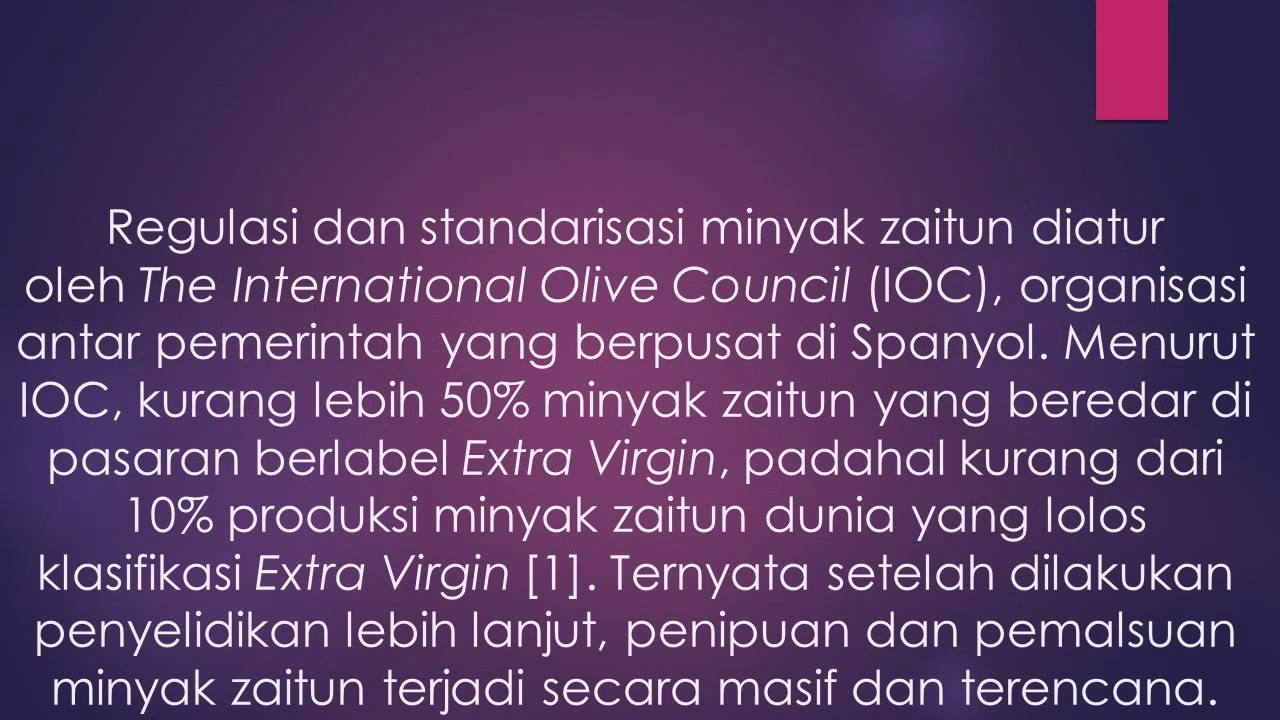 Regulasi dan standarisasi minyak zaitun diatur
oleh The International Olive Council (IOC), organisasi
antar pemerintah yang berpusat di Spanyol. Menurut
IOC, kurang lebih 50% minyak zaitun yang beredar di
pasaran berlabel Extra Virgin, padahal kurang dari
10% produksi minyak zaitun dunia yang lolos
klasifikasi Extra Virgin [1]. Ternyata setelah dilakukan
penyelidikan lebih lanjut, penipuan dan pemalsuan
minyak zaitun terjadi secara masif dan terencana.